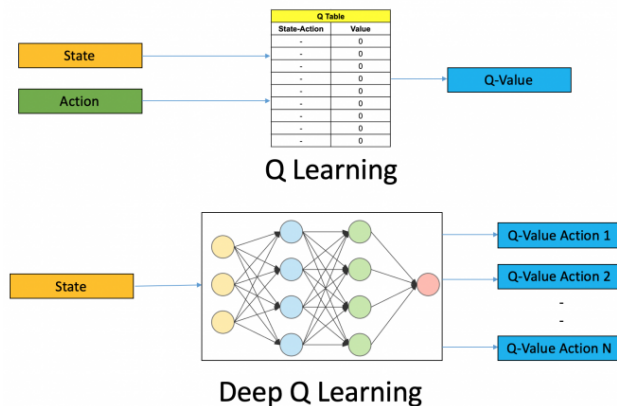 Q Table
State-Action Value
- 0
- 0
- 0
- 0
- 0
- 0
- 0
- 0
- 0
State
Action
Q-Value
Q Learning
State
Q-Value Action 1
Q-Value Action 2
-
-
Q-Value Action N
Deep Q Learning